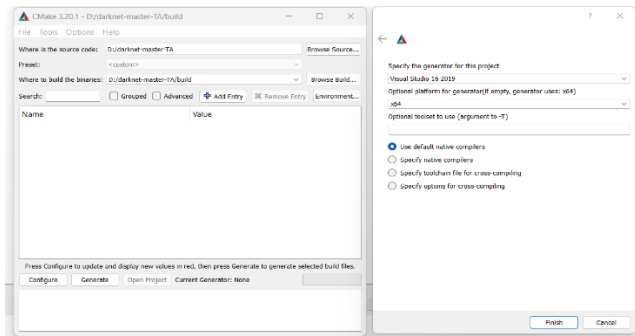 CMake 3.20.1 - D:/darknet-master-TA/build
File Tools Options Help
Where is the source code: D:/darknet-master-TA Browse Source...
Preset: <custom>
Where to build the binaries: D:/darknet-master-TA/build Browse Build...
Search: Grouped Advanced Add Entry Remove Entry Environment...
Name Value
Press Configure to update and display new values in red, then press Generate to generate selected build files.
Configure Generate Open Project Current Generator: None
Specify the generator for this project
Visual Studio 16 2019
Optional platform for generator(if empty, generator uses: x64)
x64
Optional toolset to use (argument to -T)
Use default native compilers
Specify native compilers
Specify toolchain file for cross-compiling
Specify options for cross-compiling
Finish Cancel